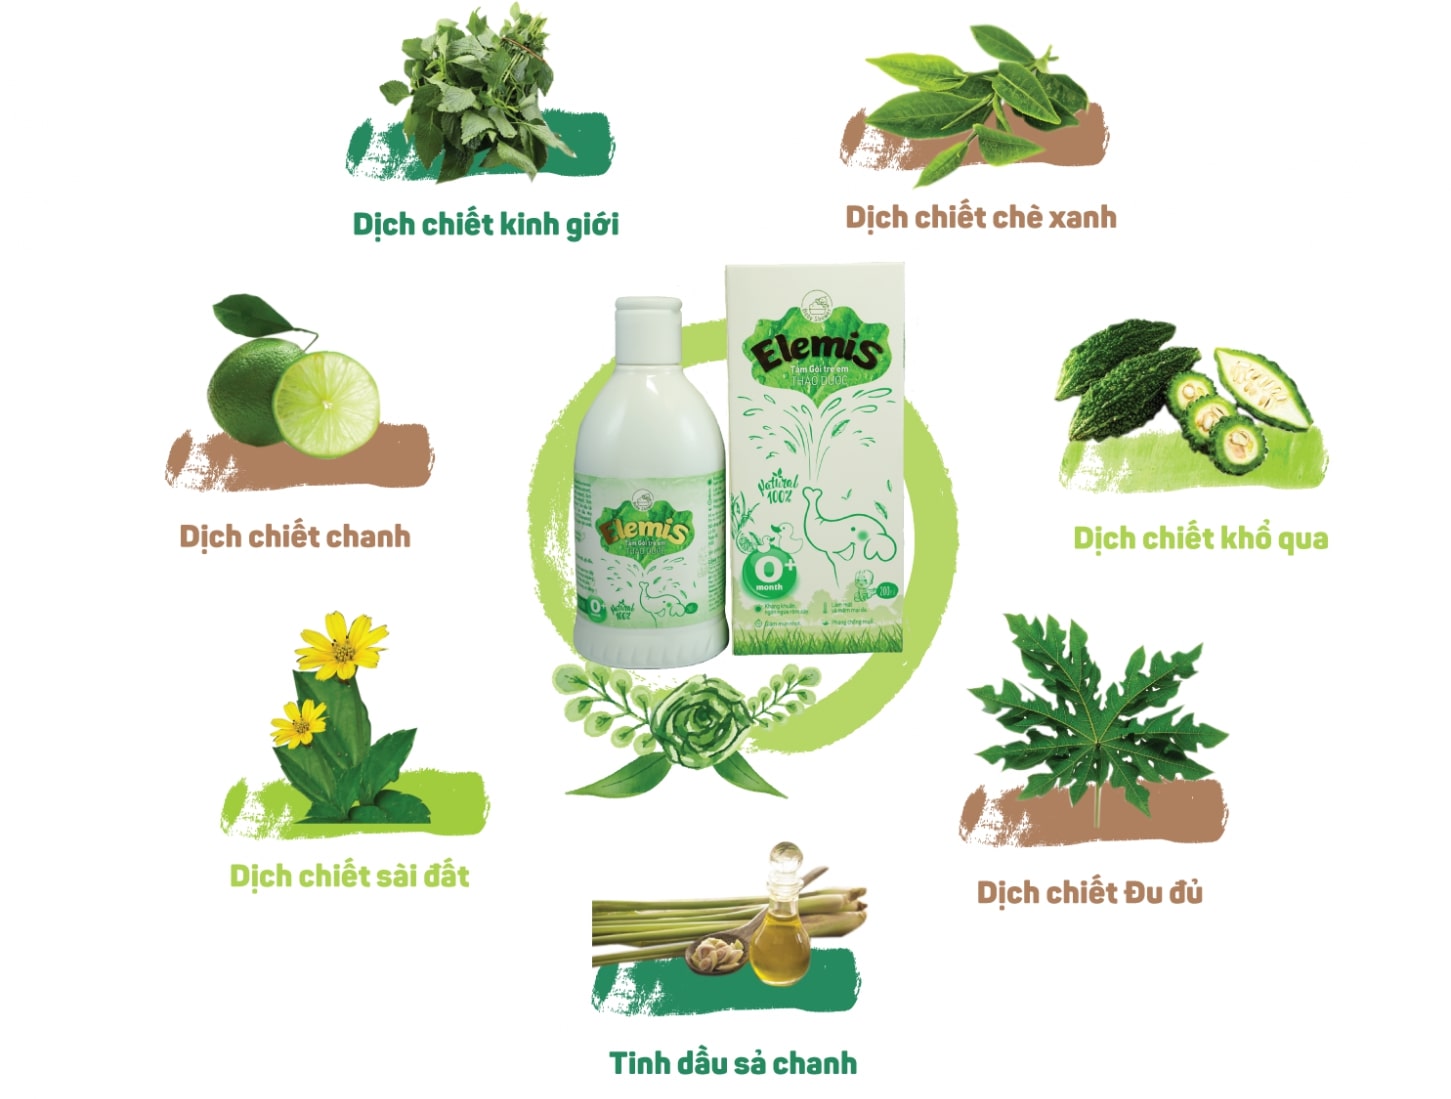 Dịch chiết kinh giới
Dịch chiết chè xanh
Dịch chiết chanh
Dịch chiết khổ qua
Elemis
Tắm Gội trẻ em
THẢO DƯỢC
Natural
100%
0+
month
Elemis
Tắm Gội trẻ em
THẢO DƯỢC
Natural
100%
0+
month
Dịch chiết sài đất
Dịch chiết Đu đủ
Tinh dầu sả chanh